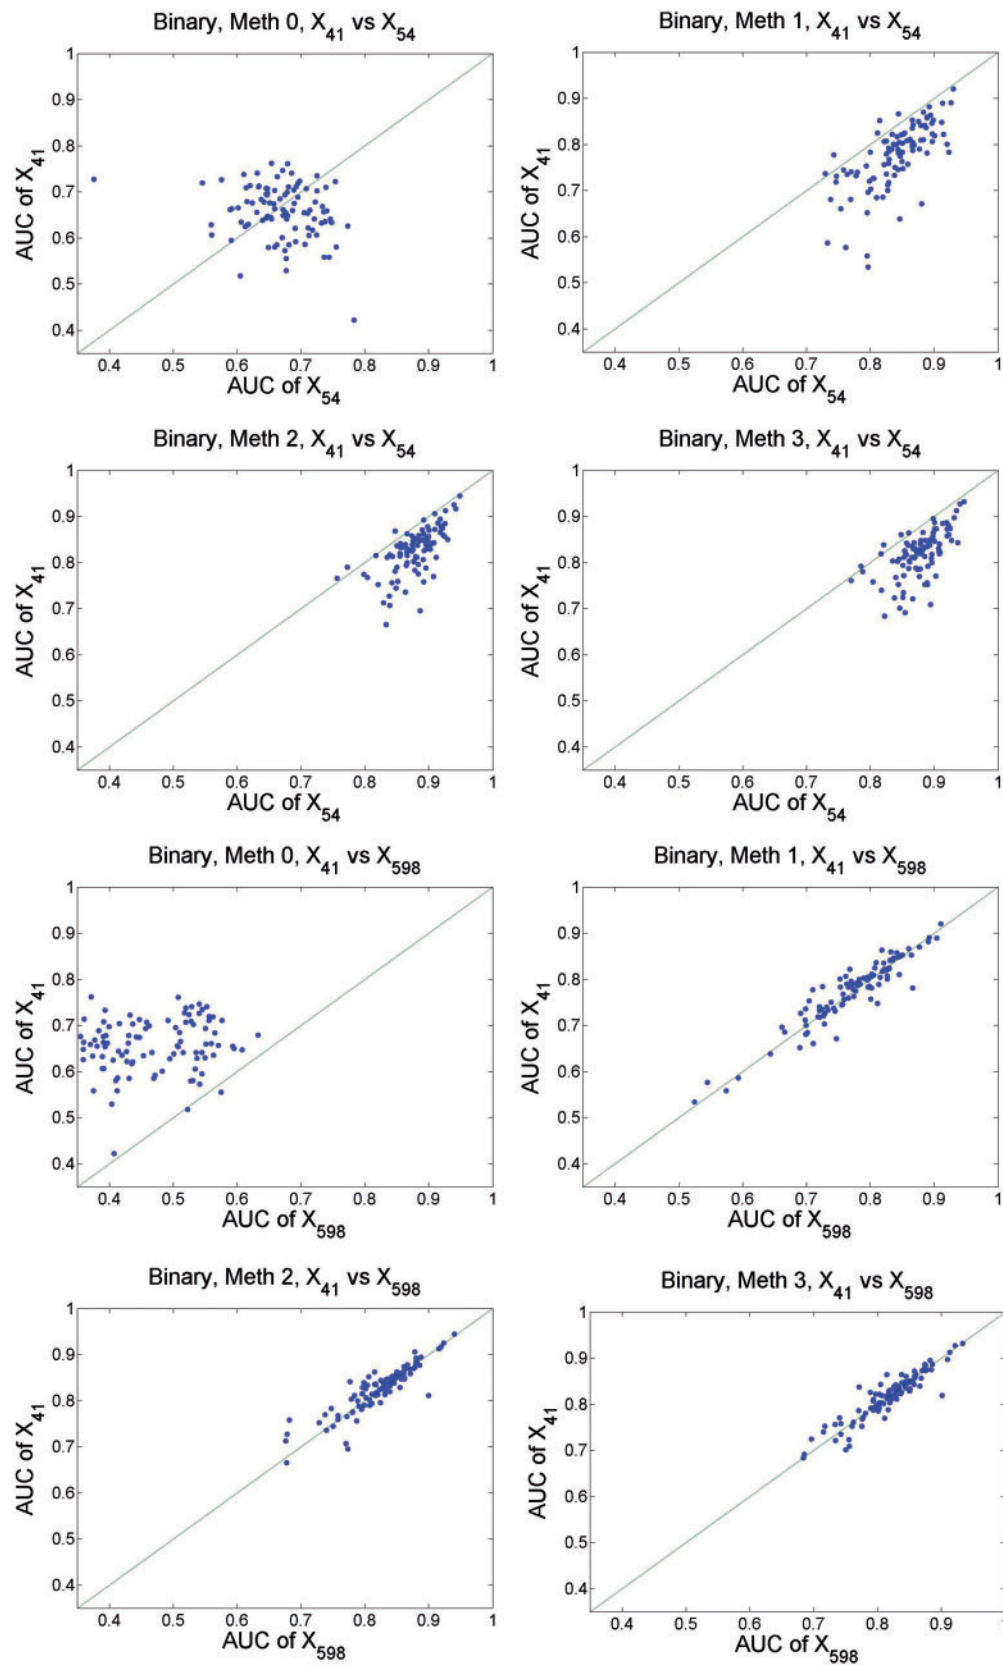 Binary, Meth 0, X41 vs X54
1
0.9
0.8
0.7
0.6
0.5
0.4
AUC of X41
0.4 0.5 0.6 0.7 0.8 0.9 1
AUC of X54
Binary, Meth 1, X41 vs X54
1
0.9
0.8
0.7
0.6
0.5
0.4
AUC of X41
0.4 0.5 0.6 0.7 0.8 0.9 1
AUC of X54
Binary, Meth 2, X41 vs X54
1
0.9
0.8
0.7
0.6
0.5
0.4
AUC of X41
0.4 0.5 0.6 0.7 0.8 0.9 1
AUC of X54
Binary, Meth 3, X41 vs X54
1
0.9
0.8
0.7
0.6
0.5
0.4
AUC of X41
0.4 0.5 0.6 0.7 0.8 0.9 1
AUC of X54
Binary, Meth 0, X41 vs X598
1
0.9
0.8
0.7
0.6
0.5
0.4
AUC of X41
0.4 0.5 0.6 0.7 0.8 0.9 1
AUC of X598
Binary, Meth 1, X41 vs X598
1
0.9
0.8
0.7
0.6
0.5
0.4
AUC of X41
0.4 0.5 0.6 0.7 0.8 0.9 1
AUC of X598
Binary, Meth 2, X41 vs X598
1
0.9
0.8
0.7
0.6
0.5
0.4
AUC of X41
0.4 0.5 0.6 0.7 0.8 0.9 1
AUC of X598
Binary, Meth 3, X41 vs X598
1
0.9
0.8
0.7
0.6
0.5
0.4
AUC of X41
0.4 0.5 0.6 0.7 0.8 0.9 1
AUC of X598